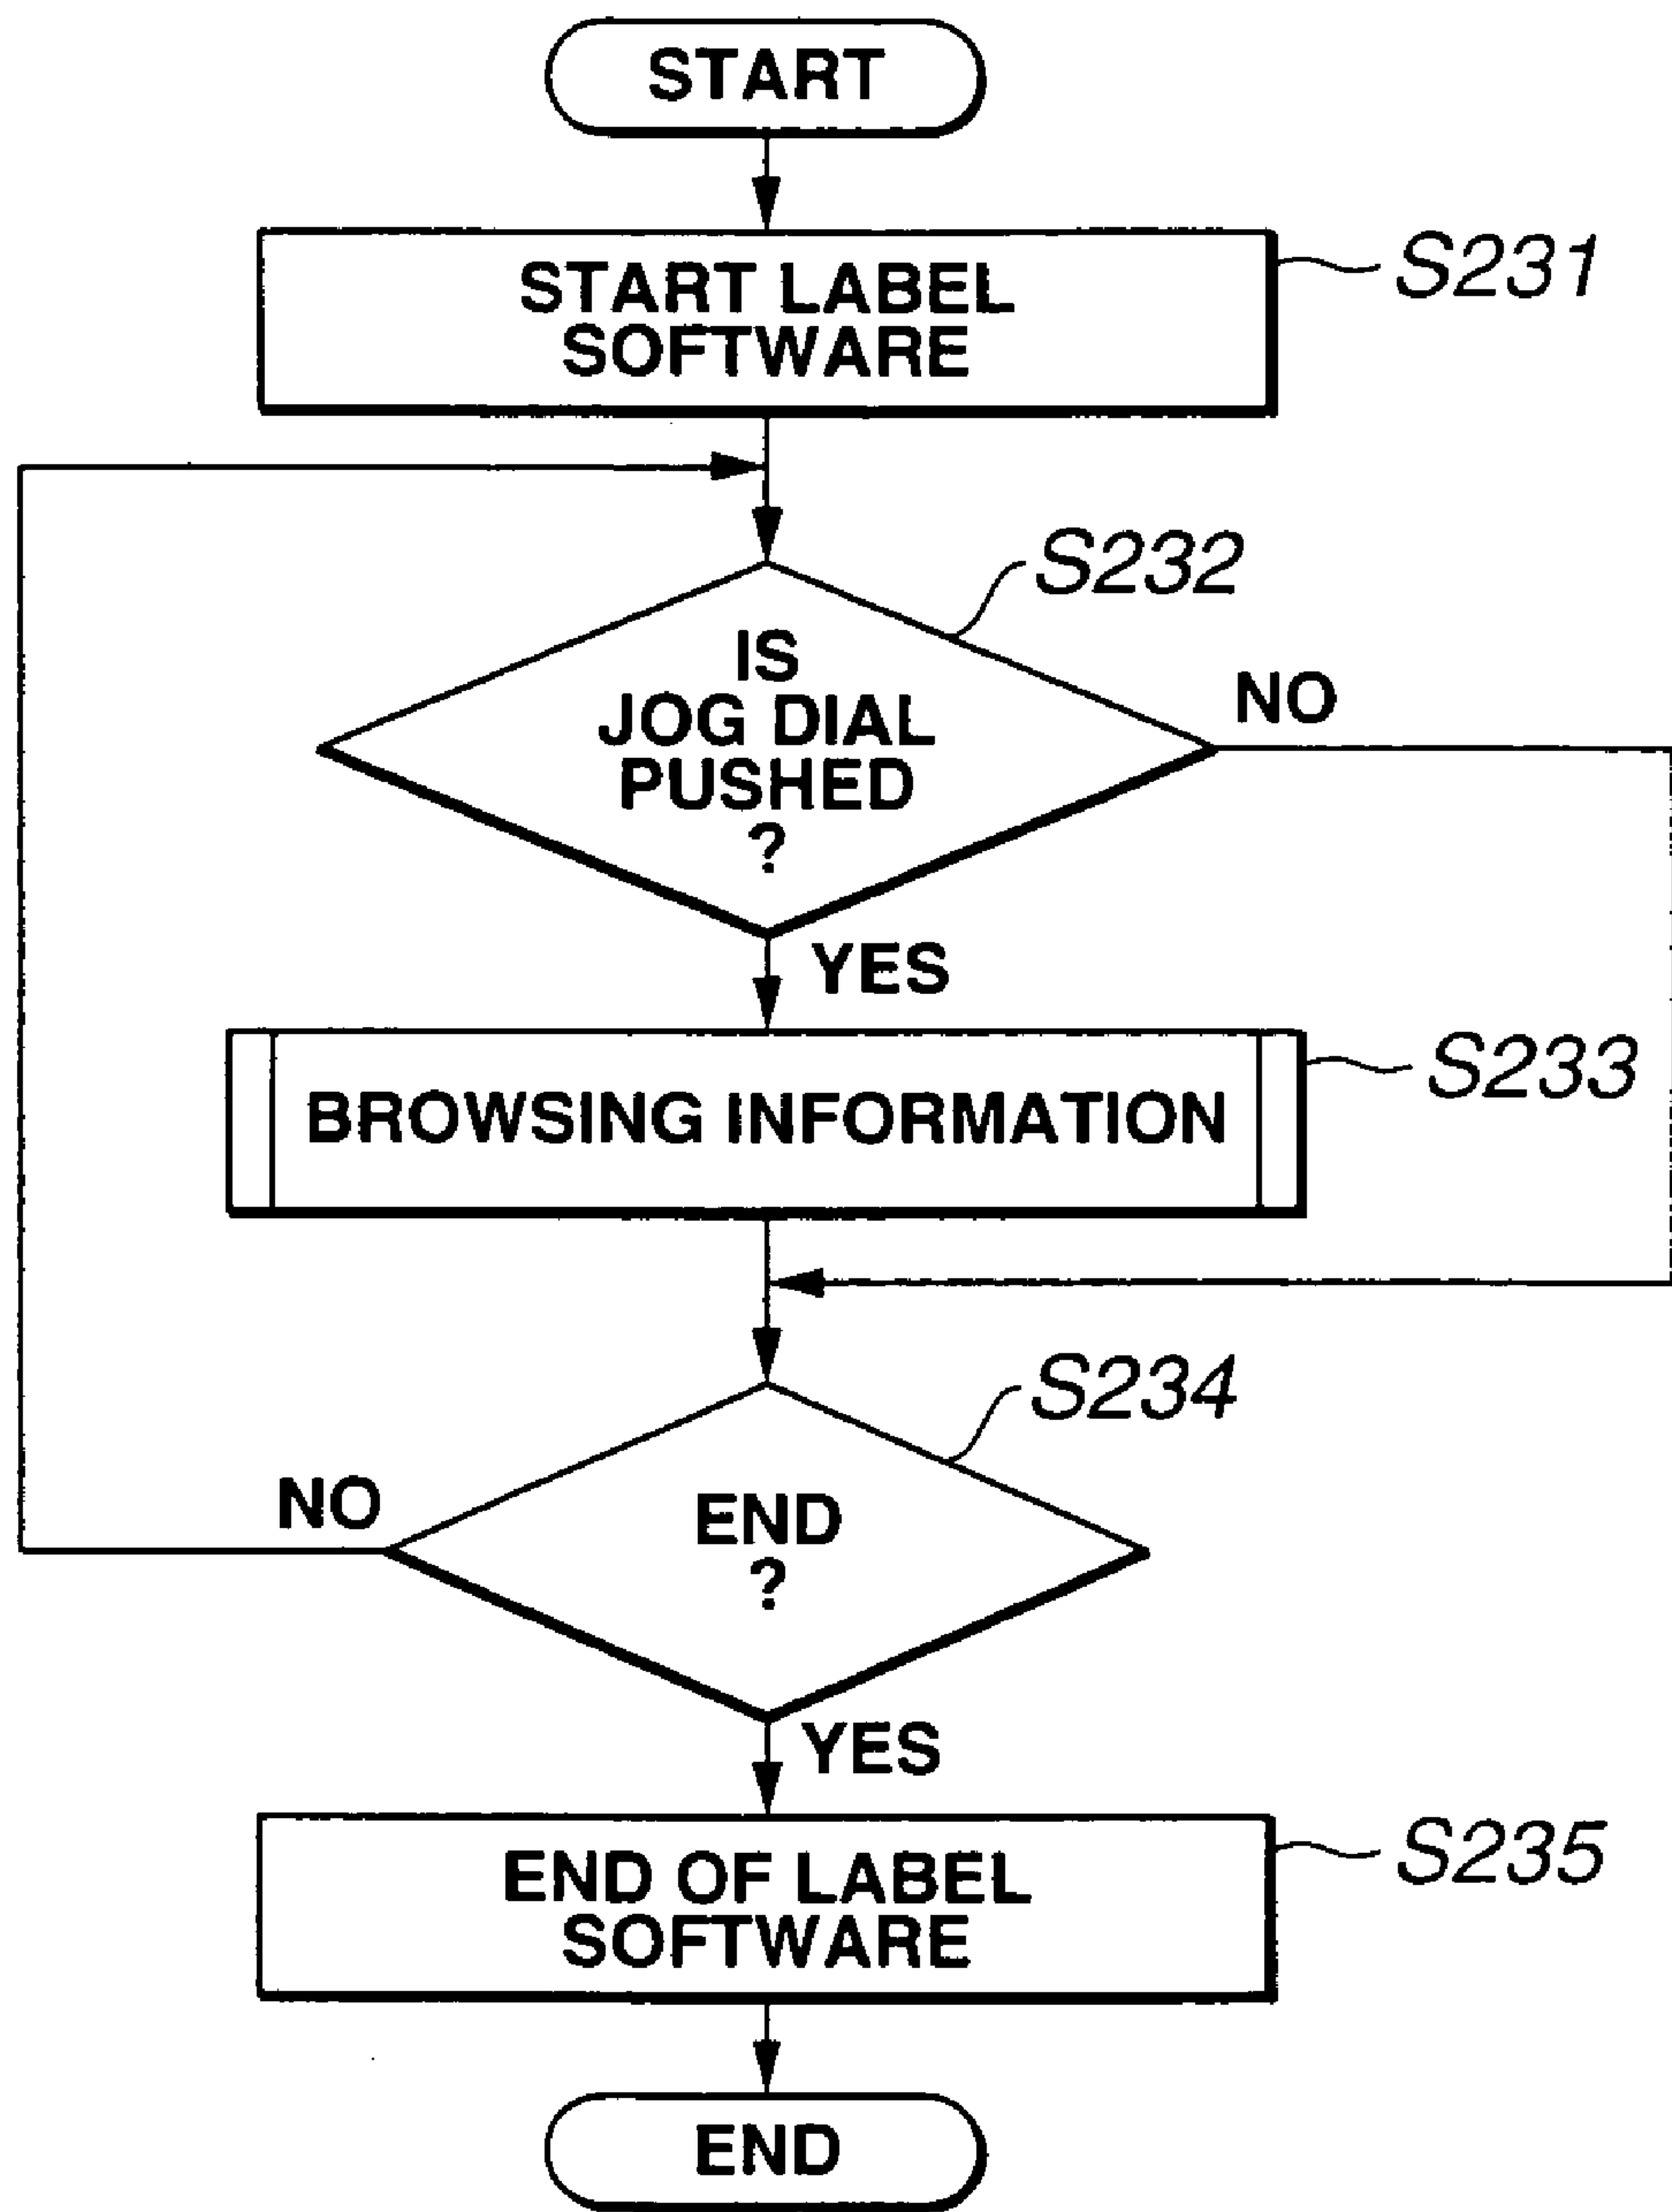 START
START LABEL
SOFTWARE
S231
S232
IS
JOG DIAL
PUSHED
?
NO
YES
BROWSING INFORMATION
S233
S234
END
?
NO
YES
END OF LABEL
SOFTWARE
S235
END